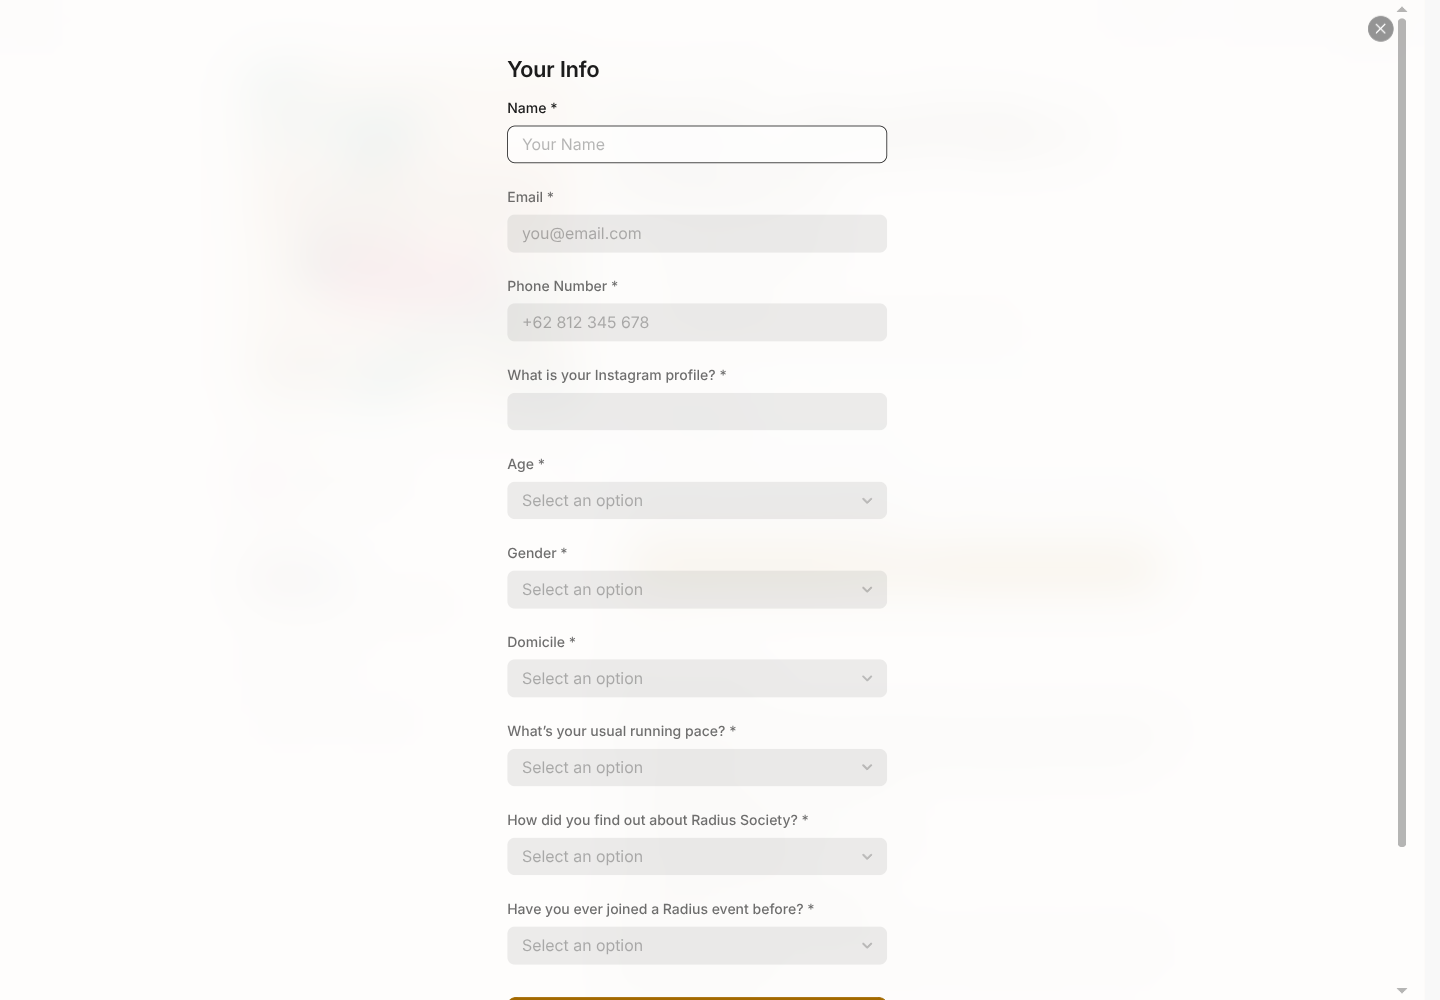 Your Info
Name *
Your Name
Email *
you@email.com
Phone Number *
+62 812 345 678
What is your Instagram profile? *
Age *
Select an option
Gender *
Select an option
Domicile *
Select an option
What’s your usual running pace? *
Select an option
How did you find out about Radius Society? *
Select an option
Have you ever joined a Radius event before? *
Select an option